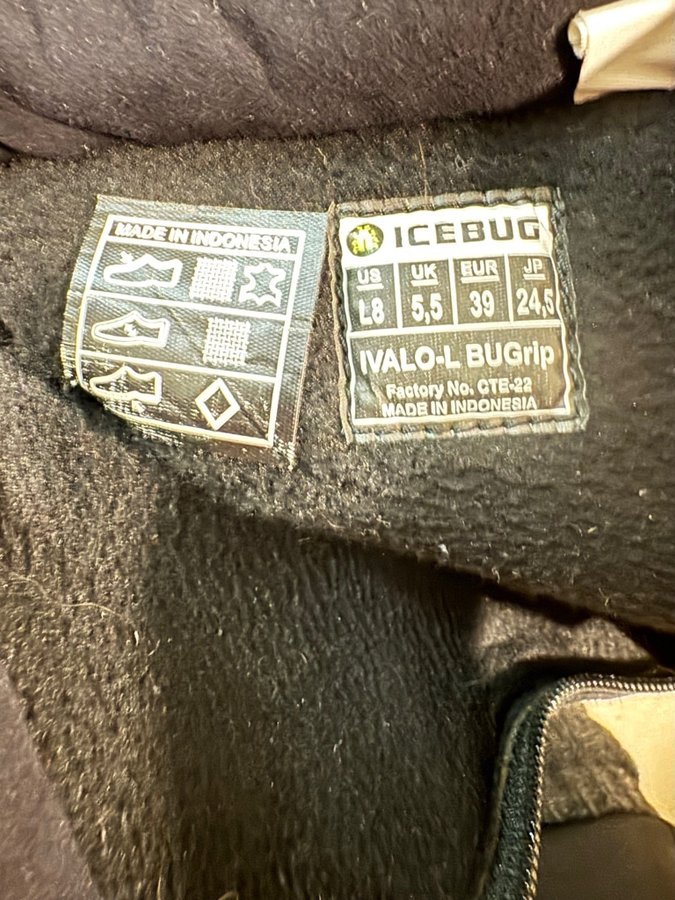 MADE IN INDONESIA
ICEBUG
US UK EUR JP
L8 5,5 39 24,5
IVALO-L BUGrip
Factory No. CTE-22
MADE IN INDONESIA